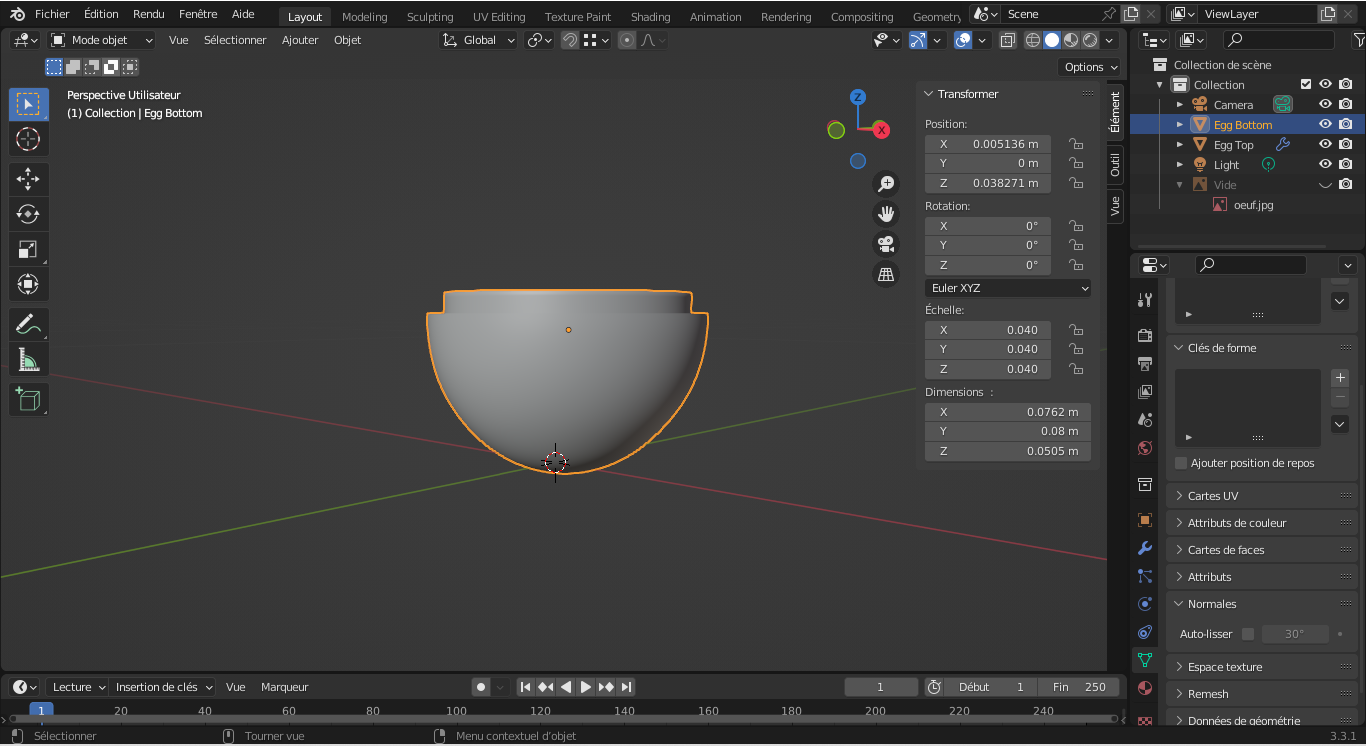 Fichier Édition Rendu Fenêtre Aide Layout Modeling Sculpting UV Editing Texture Paint Shading Animation Rendering Compositing Geometry Scene ViewLayer
Mode objet Vue Sélectionner Ajouter Objet Global
Options
Perspective Utilisateur
(1) Collection | Egg Bottom
Z
X
Transformer
Position:
X 0.005136 m
Y 0 m
Z 0.038271 m
Rotation:
X 0°
Y 0°
Z 0°
Euler XYZ
Échelle:
X 0.040
Y 0.040
Z 0.040
Dimensions :
X 0.0762 m
Y 0.08 m
Z 0.0505 m
Élément
Outil
Vue
Collection de scène
Collection
Camera
Egg Bottom
Egg Top
Light
Vide
oeuf.jpg
Clés de forme
Ajouter position de repos
Cartes UV
Attributs de couleur
Cartes de faces
Attributs
Normales
Auto-lisser 30°
Espace texture
Remesh
Données de géométrie
Lecture Insertion de clés Vue Marqueur 1 Début 1 Fin 250
1 20 40 60 80 100 120 140 160 180 200 220 240
Sélectionner Tourner vue Menu contextuel d'objet 3.3.1